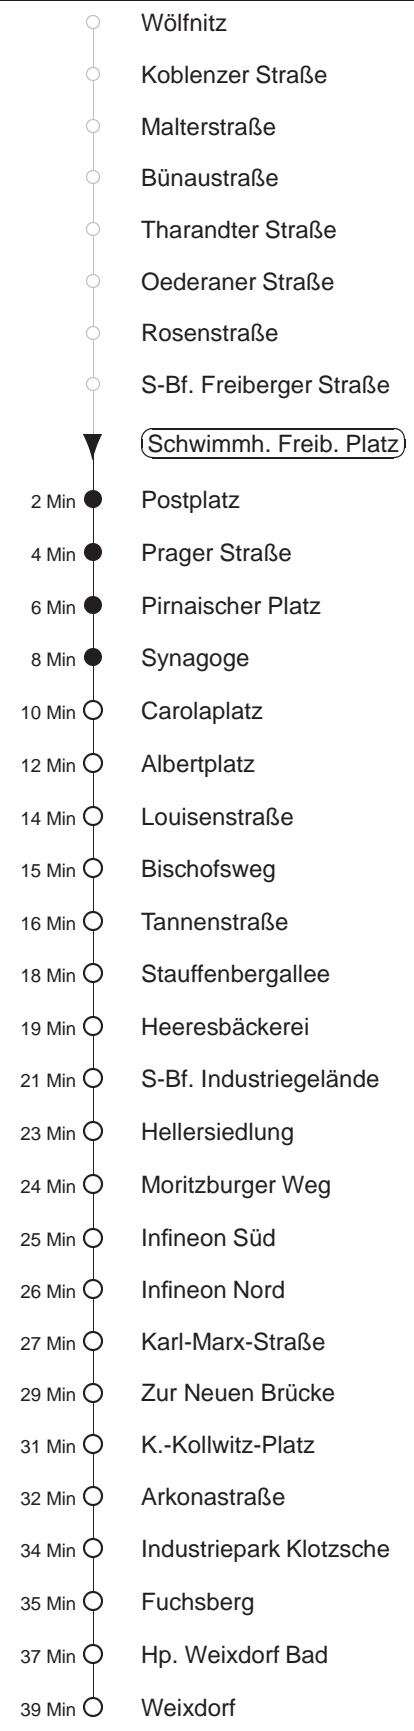 Wölfnitz
Koblenzer Straße
Malterstraße
Bünaustraße
Tharandter Straße
Oederaner Straße
Rosenstraße
S-Bf. Freiberger Straße
Schwimmh. Freib. Platz
2 Min Postplatz
4 Min Prager Straße
6 Min Pirnaischer Platz
8 Min Synagoge
10 Min Carolaplatz
12 Min Albertplatz
14 Min Louisenstraße
15 Min Bischofsweg
16 Min Tannenstraße
18 Min Stauffenbergallee
19 Min Heeresbäckerei
21 Min S-Bf. Industriegelände
23 Min Hellersiedlung
24 Min Moritzburger Weg
25 Min Infineon Süd
26 Min Infineon Nord
27 Min Karl-Marx-Straße
29 Min Zur Neuen Brücke
31 Min K.-Kollwitz-Platz
32 Min Arkonastraße
34 Min Industriepark Klotzsche
35 Min Fuchsberg
37 Min Hp. Weixdorf Bad
39 Min Weixdorf